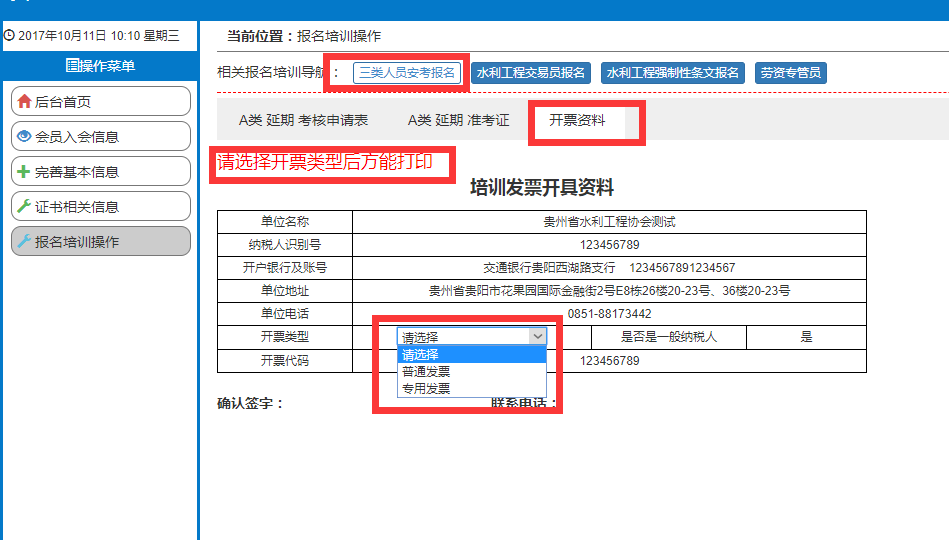 2017年10月11日 10:10 星期三
操作菜单
后台首页
会员入会信息
完善基本信息
证书相关信息
报名培训操作
当前位置：报名培训操作
相关报名培训导航： 三类人员安考报名 水利工程交易员报名 水利工程强制性条文报名 劳资专管员
A类 延期 考核申请表 A类 延期 准考证 开票资料
请选择开票类型后方能打印
培训发票开具资料
单位名称 贵州省水利工程协会测试
纳税人识别号 123456789
开户银行及账号 交通银行贵阳西湖路支行 1234567891234567
单位地址 贵州省贵阳市花果园国际金融街2号E8栋26楼20-23号、36楼20-23号
单位电话 0851-88173442
开票类型 请选择 是否是一般纳税人 是
请选择
普通发票
专用发票
开票代码 123456789
确认签字： 联系电话：